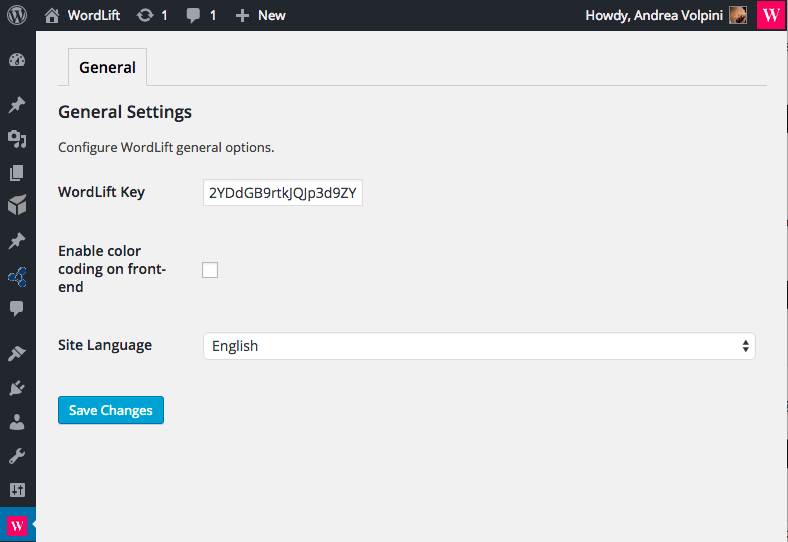 WordLift 1 1 New Howdy, Andrea Volpini W
General
General Settings
Configure WordLift general options.
WordLift Key 2YDdGB9rtkJQJp3d9ZY
Enable color
coding on front-
end
Site Language English
Save Changes
W